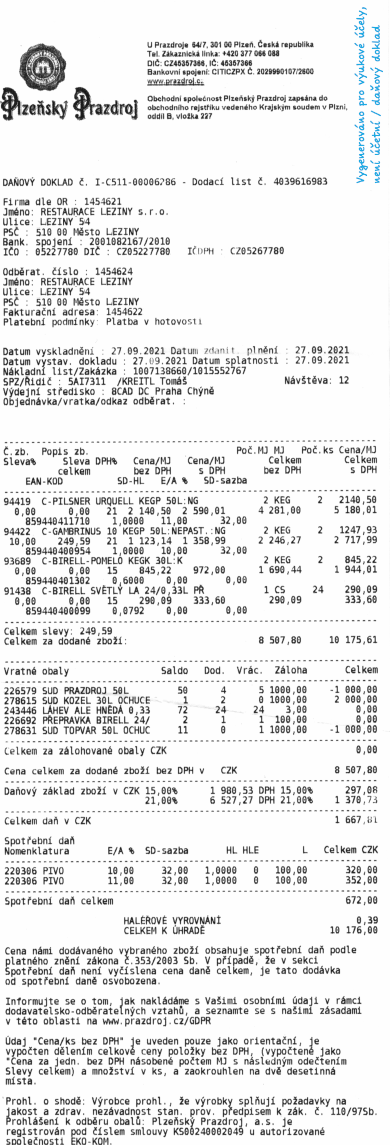 U Prazdroje 64/7, 301 00 Plzeň, Česká republika
Tel. Zákaznická linka: +420 377 066 088
DIČ: CZ45357366, IČ: 45357366
Bankovní spojení: CITICZPX Č. 2029990107/2600
www.prazdroj.cz
Plzeňský Prazdroj
Obchodní společnost Plzeňský Prazdroj zapsána do
obchodního rejstříku vedeného Krajským soudem v Plzni,
oddíl B, vložka 227
Vygenerováno pro výukové účely,
není účetní / daňový doklad
DAŇOVÝ DOKLAD č. I-C511-00006286 - Dodací list č. 4039616983
Firma dle OR : 1454621
Jméno: RESTAURACE LEZINY s.r.o.
Ulice: LEZINY 54
PSČ : 510 00 Město LEZINY
Bank. spojení : 2001082167/2010
IČO : 05227780 DIČ : CZ05227780 IČDPH : CZ05267780
Odběrat. číslo : 1454624
Jméno: RESTAURACE LEZINY
Ulice: LEZINY 54
PSČ : 510 00 Město LEZINY
Fakturační adresa: 1454622
Platební podmínky: Platba v hotovosti
Datum vyskladnění : 27.09.2021 Datum zdanit. plnění : 27.09.2021
Datum vystav. dokladu : 27.09.2021 Datum splatnosti : 27.09.2021
Nákladní list/Zakázka : 1007138660/1015552767
SPZ/Řidič : 5AI7311 /KREITL Tomáš Návštěva: 12
Výdejní středisko : 8CAD DC Praha Chýně
Objednávka/vratka/odkaz odběrat. :
Č.zb. Popis zb. Poč.MJ MJ Poč.ks Cena/MJ
Sleva% Sleva DPH% Cena/MJ Cena/MJ Celkem Celkem
celkem bez DPH s DPH bez DPH s DPH
EAN-KOD SD-HL E/A % SD-sazba
94419 C-PILSNER URQUELL KEGP 50L:NG 2 KEG 2 2140,50
0,00 0,00 21 2 140,50 2 590,01 4 281,00 5 180,01
859440411710 1,0000 11,00 32,00
94422 C-GAMBRINUS 10 KEGP 50L:NEPAST.:NG 2 KEG 2 1247,93
10,00 249,59 21 1 123,14 1 358,99 2 246,27 2 717,99
859440400954 1,0000 10,00 32,00
93689 C-BIRELL-POMELO KEGK 30L:K 2 KEG 2 845,22
0,00 0,00 15 845,22 972,00 1 690,44 1 944,01
859440401302 0,6000 0,00 0,00
91438 C-BIRELL SVĚTLÝ LA 24/0,33L PŘ 1 CS 24 290,09
0,00 0,00 15 290,09 333,60 290,09 333,60
859440400099 0,0792 0,00 0,00
Celkem slevy: 249,59
Celkem za dodané zboží: 8 507,80 10 175,61
Vratné obaly Saldo Dod. Vrác. Záloha Celkem
226579 SUD PRAZDROJ 50L 50 4 5 1000,00 -1 000,00
278615 SUD KOZEL 30L OCHUCE 1 2 0 1000,00 2 000,00
243446 LÁHEV ALE HNĚDÁ 0,33 72 24 24 3,00 0,00
226692 PŘEPRAVKA BIRELL 24/ 2 1 1 100,00 0,00
278631 SUD TOPVAR 50L OCHUC 11 0 1 1000,00 -1 000,00
Celkem za zálohované obaly CZK 0,00
Cena celkem za dodané zboží bez DPH v CZK 8 507,80
Daňový základ zboží v CZK 15,00% 1 980,53 DPH 15,00% 297,08
21,00% 6 527,27 DPH 21,00% 1 370,73
Celkem daň v CZK 1 667,81
Spotřební daň
Nomenklatura E/A % SD-sazba HL HLE L Celkem CZK
220306 PIVO 10,00 32,00 1,0000 0 100,00 320,00
220306 PIVO 11,00 32,00 1,0000 0 100,00 352,00
Spotřební daň celkem 672,00
HALÉŘOVÉ VYROVNÁNÍ 0,39
CELKEM K ÚHRADĚ 10 176,00
Cena námi dodávaného vybraného zboží obsahuje spotřební daň podle
platného znění zákona č.353/2003 Sb. V případě, že v sekci
Spotřební daň není vyčíslena cena daně celkem, je tato dodávka
od spotřební daně osvobozena.
Informujte se o tom, jak nakládáme s Vašimi osobními údaji v rámci
dodavatelsko-odběratelských vztahů, a seznamte se s našimi zásadami
v této oblasti na www.prazdroj.cz/GDPR
Údaj "Cena/ks bez DPH" je uveden pouze jako orientační, je
vypočten dělením celkové ceny položky bez DPH, (vypočtené jako
"Cena za jedn. bez DPH násobené počtem MJ s následným odečtením
Slevy celkem) a množství v ks, a zaokrouhlen na dvě desetinná
místa.
Prohl. o shodě: Výrobce prohl., že výrobky splňují požadavky na
jakost a zdrav. nezávadnost stan. prov. předpisem k zák. č. 110/97Sb.
Prohlášení k odběru obalů: Plzeňský Prazdroj, a.s. je
registrován pod číslem smlouvy KS00240002049 u autorizované
společnosti EKO-KOM.